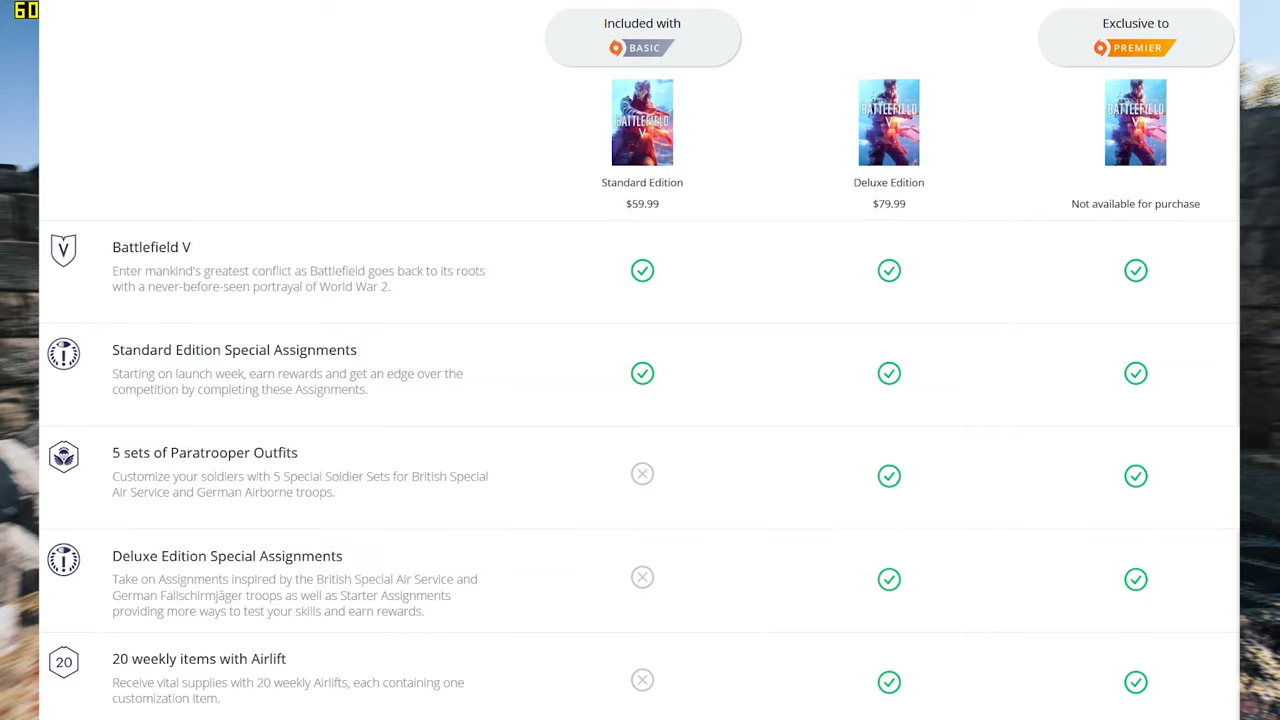 60
Included with
BASIC
Exclusive to
PREMIER
BATTLEFIELD
V
BATTLEFIELD
V
BATTLEFIELD
V
Standard Edition
$59.99
Deluxe Edition
$79.99
Not available for purchase
V
Battlefield V
Enter mankind's greatest conflict as Battlefield goes back to its roots
with a never-before-seen portrayal of World War 2.
Standard Edition Special Assignments
Starting on launch week, earn rewards and get an edge over the
competition by completing these Assignments.
5 sets of Paratrooper Outfits
Customize your soldiers with 5 Special Soldier Sets for British Special
Air Service and German Airborne troops.
Deluxe Edition Special Assignments
Take on Assignments inspired by the British Special Air Service and
German Fallschirmjäger troops as well as Starter Assignments
providing more ways to test your skills and earn rewards.
20
20 weekly items with Airlift
Receive vital supplies with 20 weekly Airlifts, each containing one
customization item.